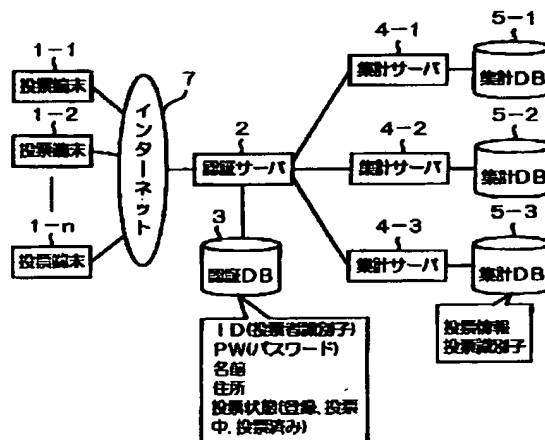 1-1
投票端末
1-2
投票端末
1-n
投票端末
7
インターネット
2
認証サーバ
3
認証DB
4-1
集計サーバ
4-2
集計サーバ
4-3
集計サーバ
5-1
集計DB
5-2
集計DB
5-3
集計DB
ID(投票者識別子)
PW(パスワード)
名前
住所
投票状態(登録、投票
中、投票済み)
投票情報
投票識別子